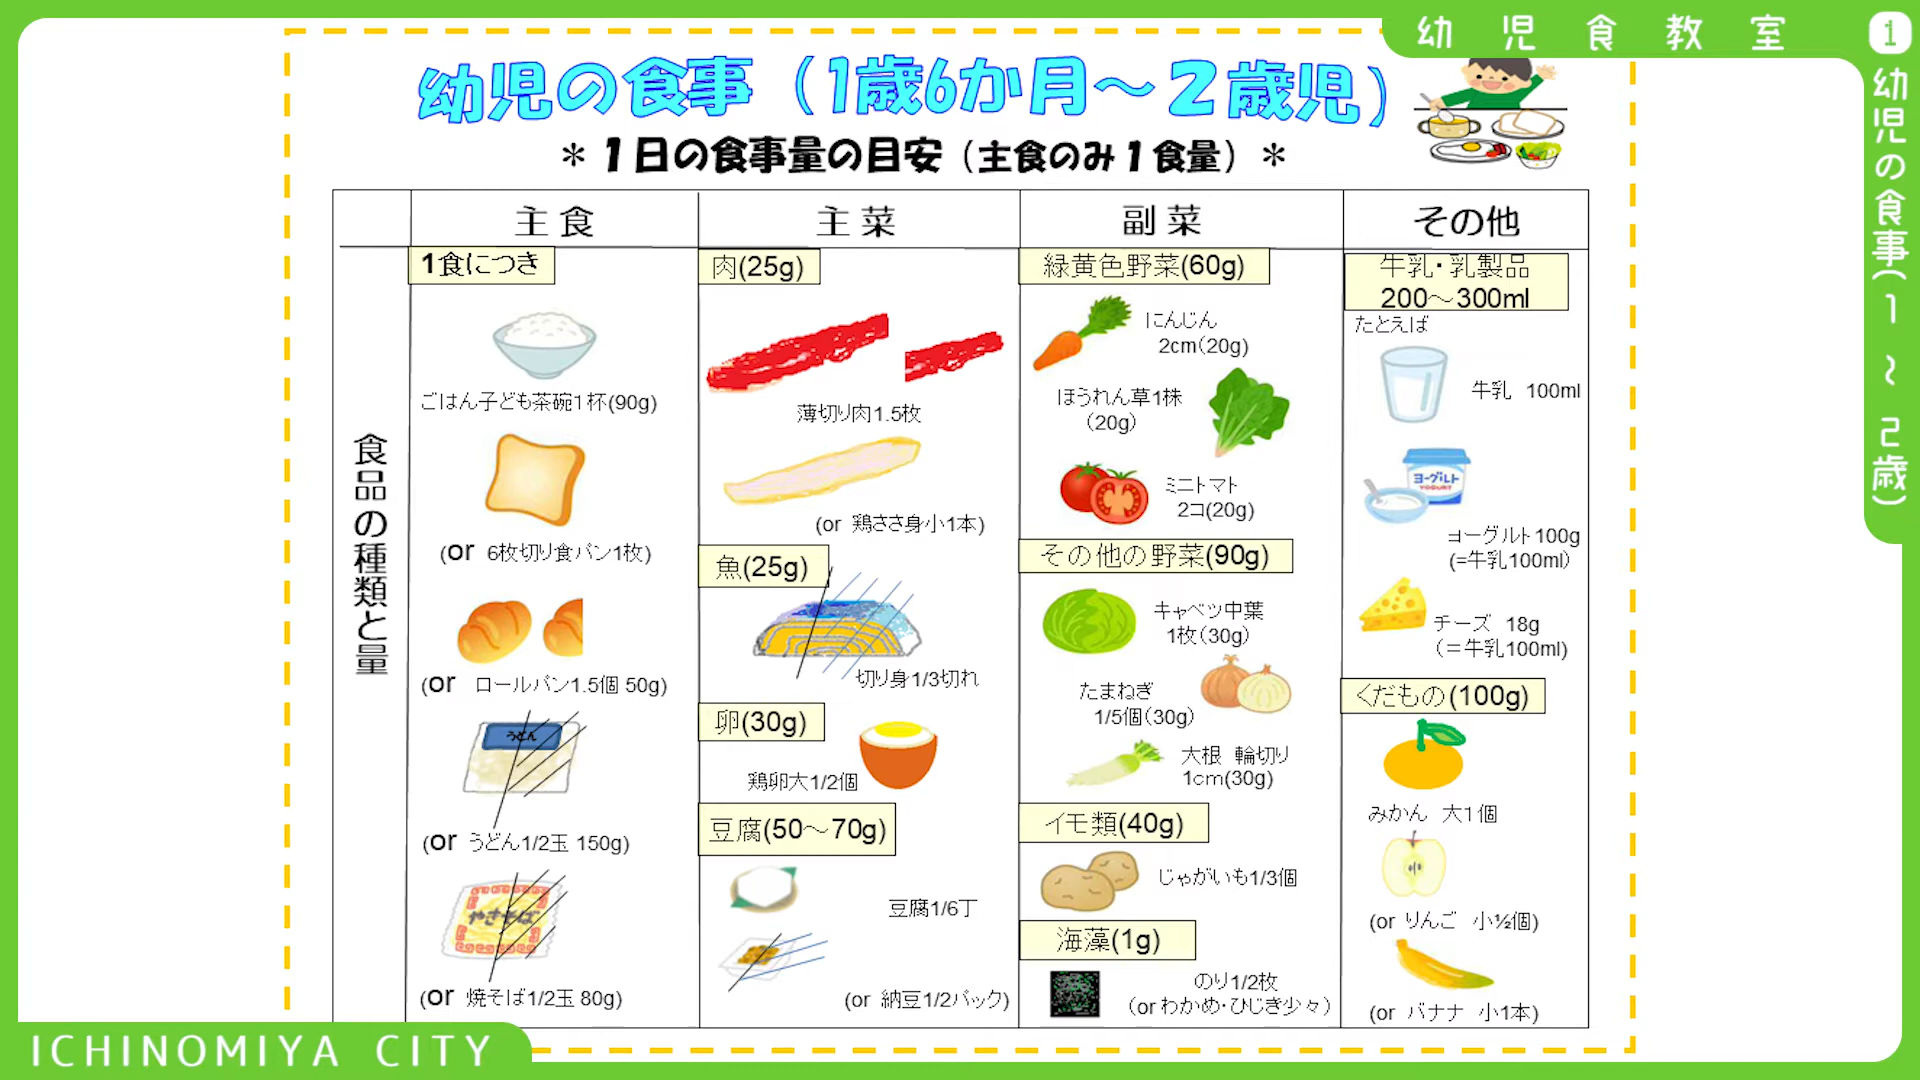 幼児食教室
1 幼児の食事(1~2歳)
幼児の食事(1歳6か月～2歳児)
＊1日の食事量の目安(主食のみ1食量)＊
主食
主菜
副菜
その他
食品の種類と量
1食につき
ごはん子ども茶碗1杯(90g)
(or 6枚切り食パン1枚)
(or ロールパン1.5個 50g)
うどん
(or うどん1/2玉 150g)
やきそば
(or 焼そば1/2玉 80g)
肉(25g)
薄切り肉1.5枚
(or 鶏ささ身小1本)
魚(25g)
切り身1/3切れ
卵(30g)
鶏卵大1/2個
豆腐(50～70g)
豆腐1/6丁
(or 納豆1/2パック)
緑黄色野菜(60g)
にんじん
2cm(20g)
ほうれん草1株
(20g)
ミニトマト
2コ(20g)
その他の野菜(90g)
キャベツ中葉
1枚(30g)
たまねぎ
1/5個(30g)
大根 輪切り
1cm(30g)
イモ類(40g)
じゃがいも1/3個
海藻(1g)
のり1/2枚
(orわかめ・ひじき少々)
牛乳・乳製品
200～300ml
たとえば
牛乳 100ml
ヨーグルト
YOGURT
ヨーグルト100g
(=牛乳100ml)
チーズ 18g
(＝牛乳100ml)
くだもの(100g)
みかん 大1個
(or りんご 小½個)
(or バナナ 小1本)
ICHINOMIYA CITY